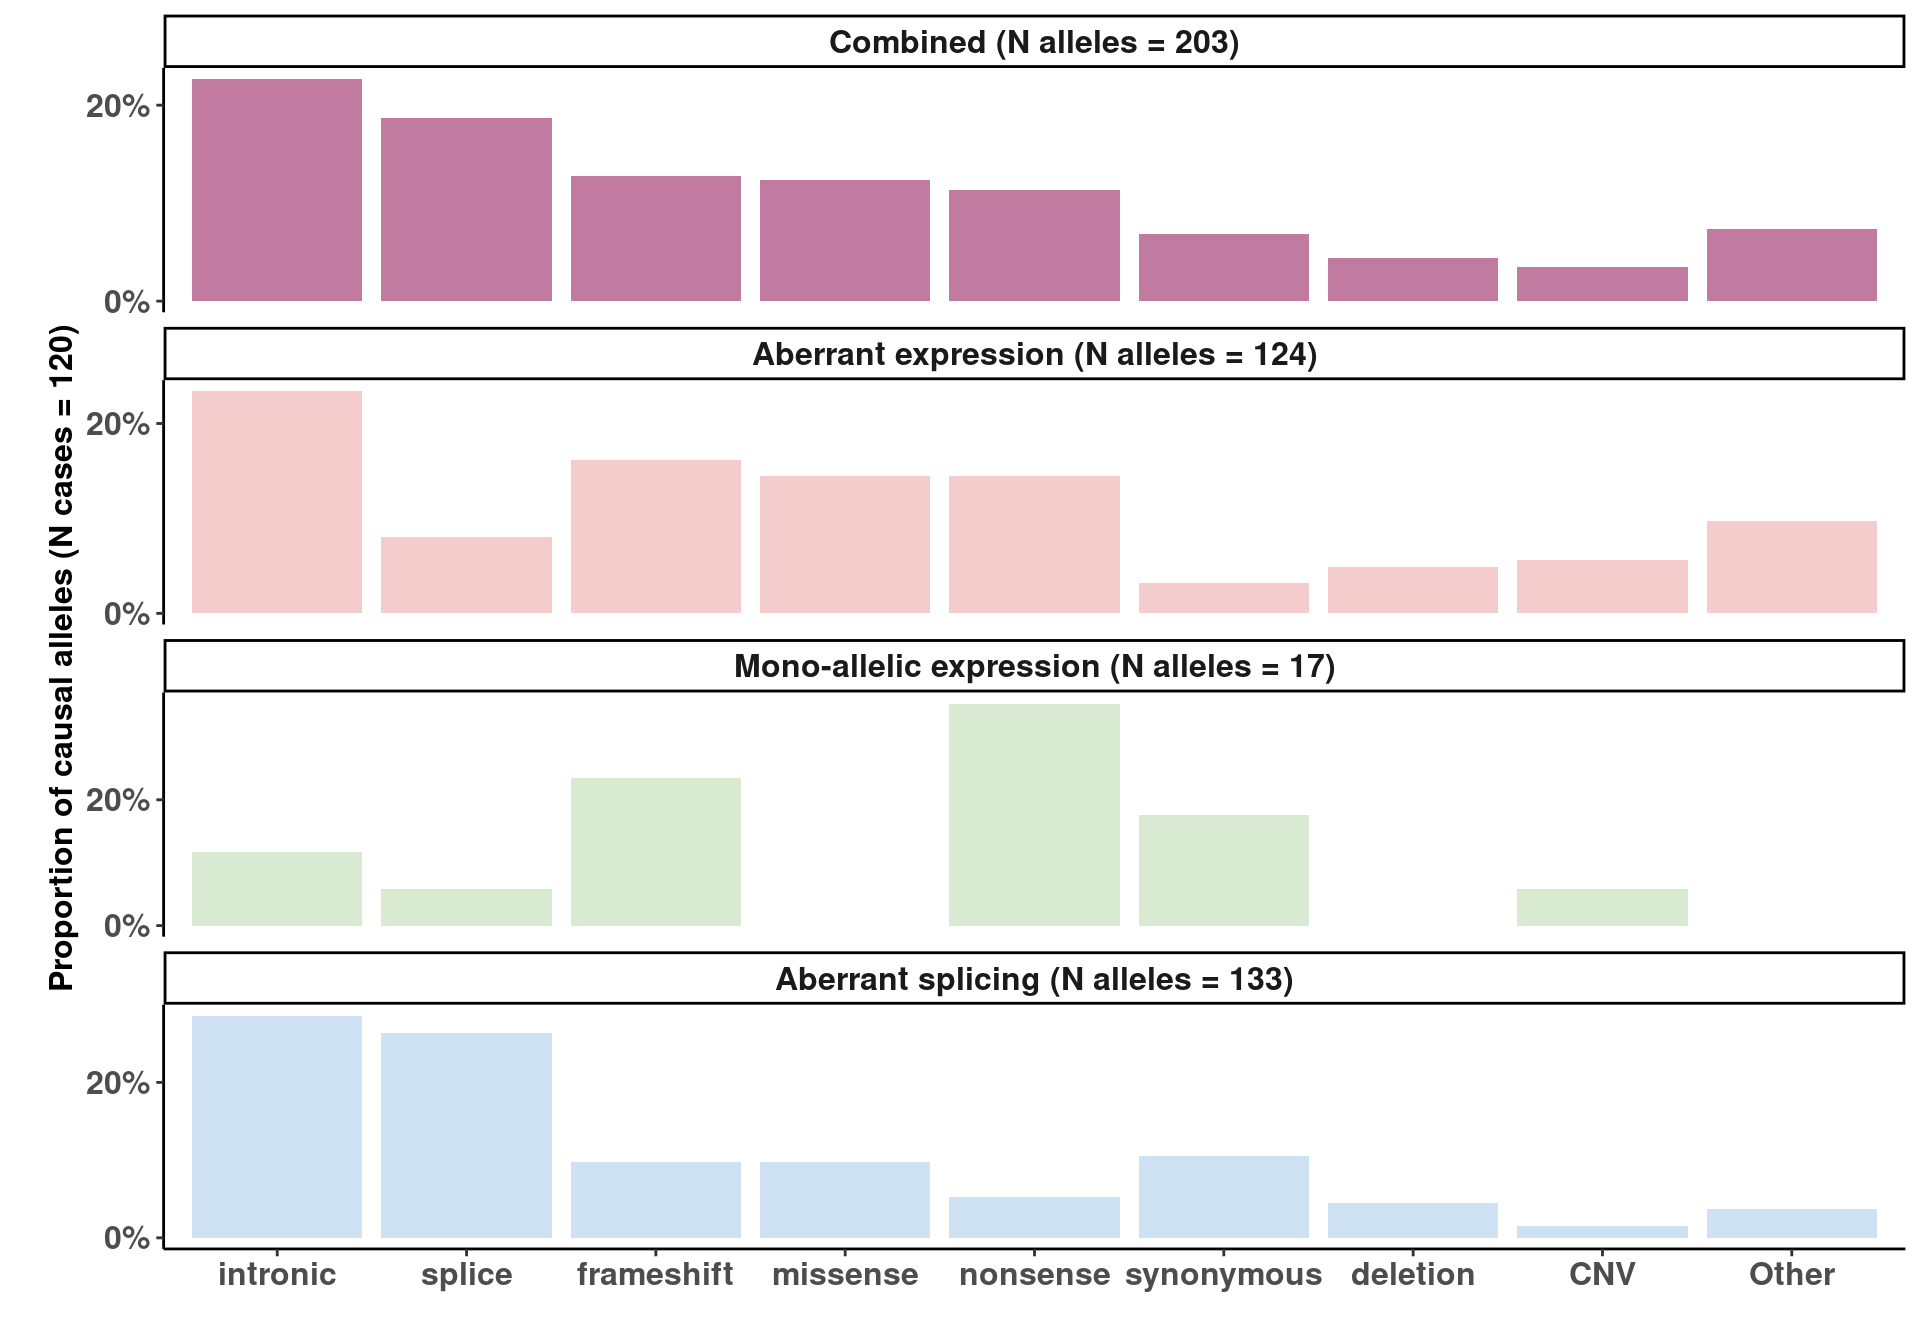 Combined (N alleles = 203)
20%
0%
Aberrant expression (N alleles = 124)
20%
0%
Mono-allelic expression (N alleles = 17)
20%
0%
Aberrant splicing (N alleles = 133)
20%
0%
Proportion of causal alleles (N cases = 120)
intronic splice frameshift missense nonsense synonymous deletion CNV Other